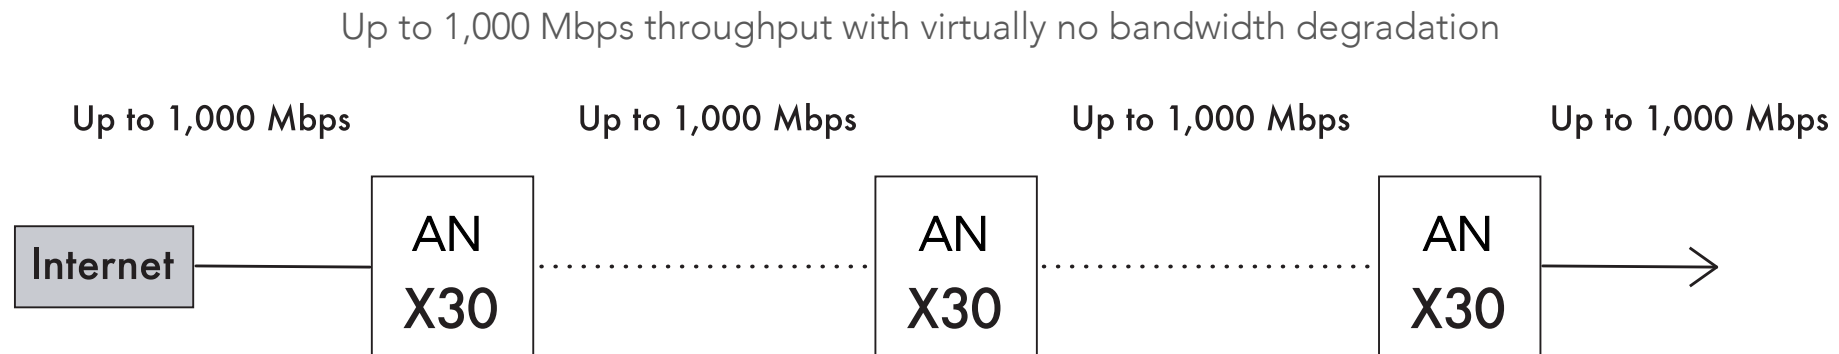 Up to 1,000 Mbps throughput with virtually no bandwidth degradation
Up to 1,000 Mbps
Up to 1,000 Mbps
Up to 1,000 Mbps
Up to 1,000 Mbps
Internet
AN
X30
AN
X30
AN
X30